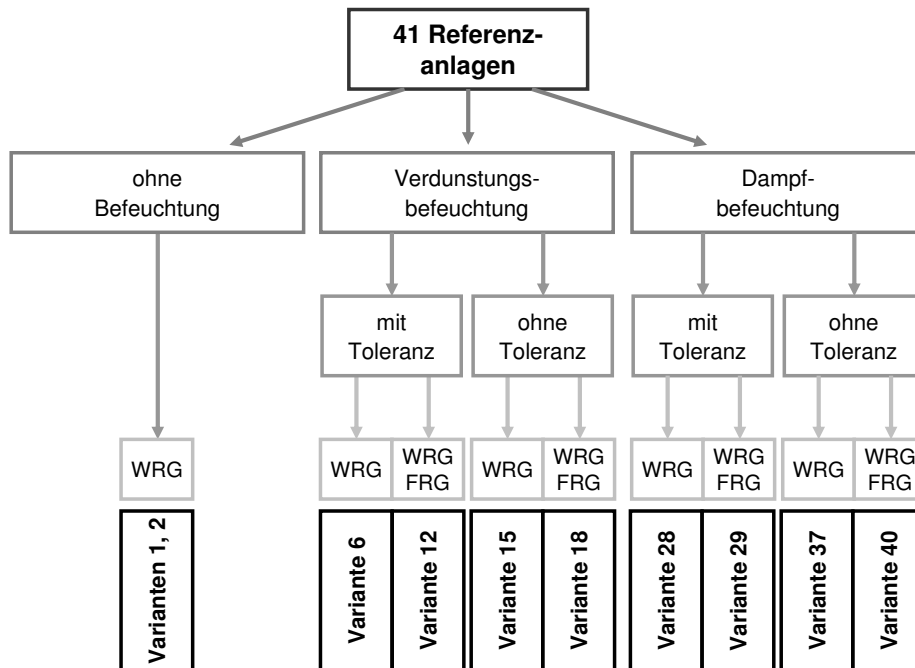 41 Referenz-
anlagen
ohne
Befeuchtung
Verdunstungs-
befeuchtung
Dampf-
befeuchtung
mit
Toleranz
ohne
Toleranz
mit
Toleranz
ohne
Toleranz
WRG
WRG
WRG
FRG
WRG
WRG
FRG
WRG
WRG
FRG
WRG
WRG
FRG
Varianten 1, 2
Variante 6
Variante 12
Variante 15
Variante 18
Variante 28
Variante 29
Variante 37
Variante 40